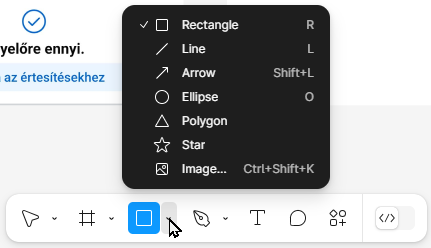 yelőre ennyi.
az értesítésekhez
Rectangle R
Line L
Arrow Shift+L
Ellipse O
Polygon
Star
Image... Ctrl+Shift+K